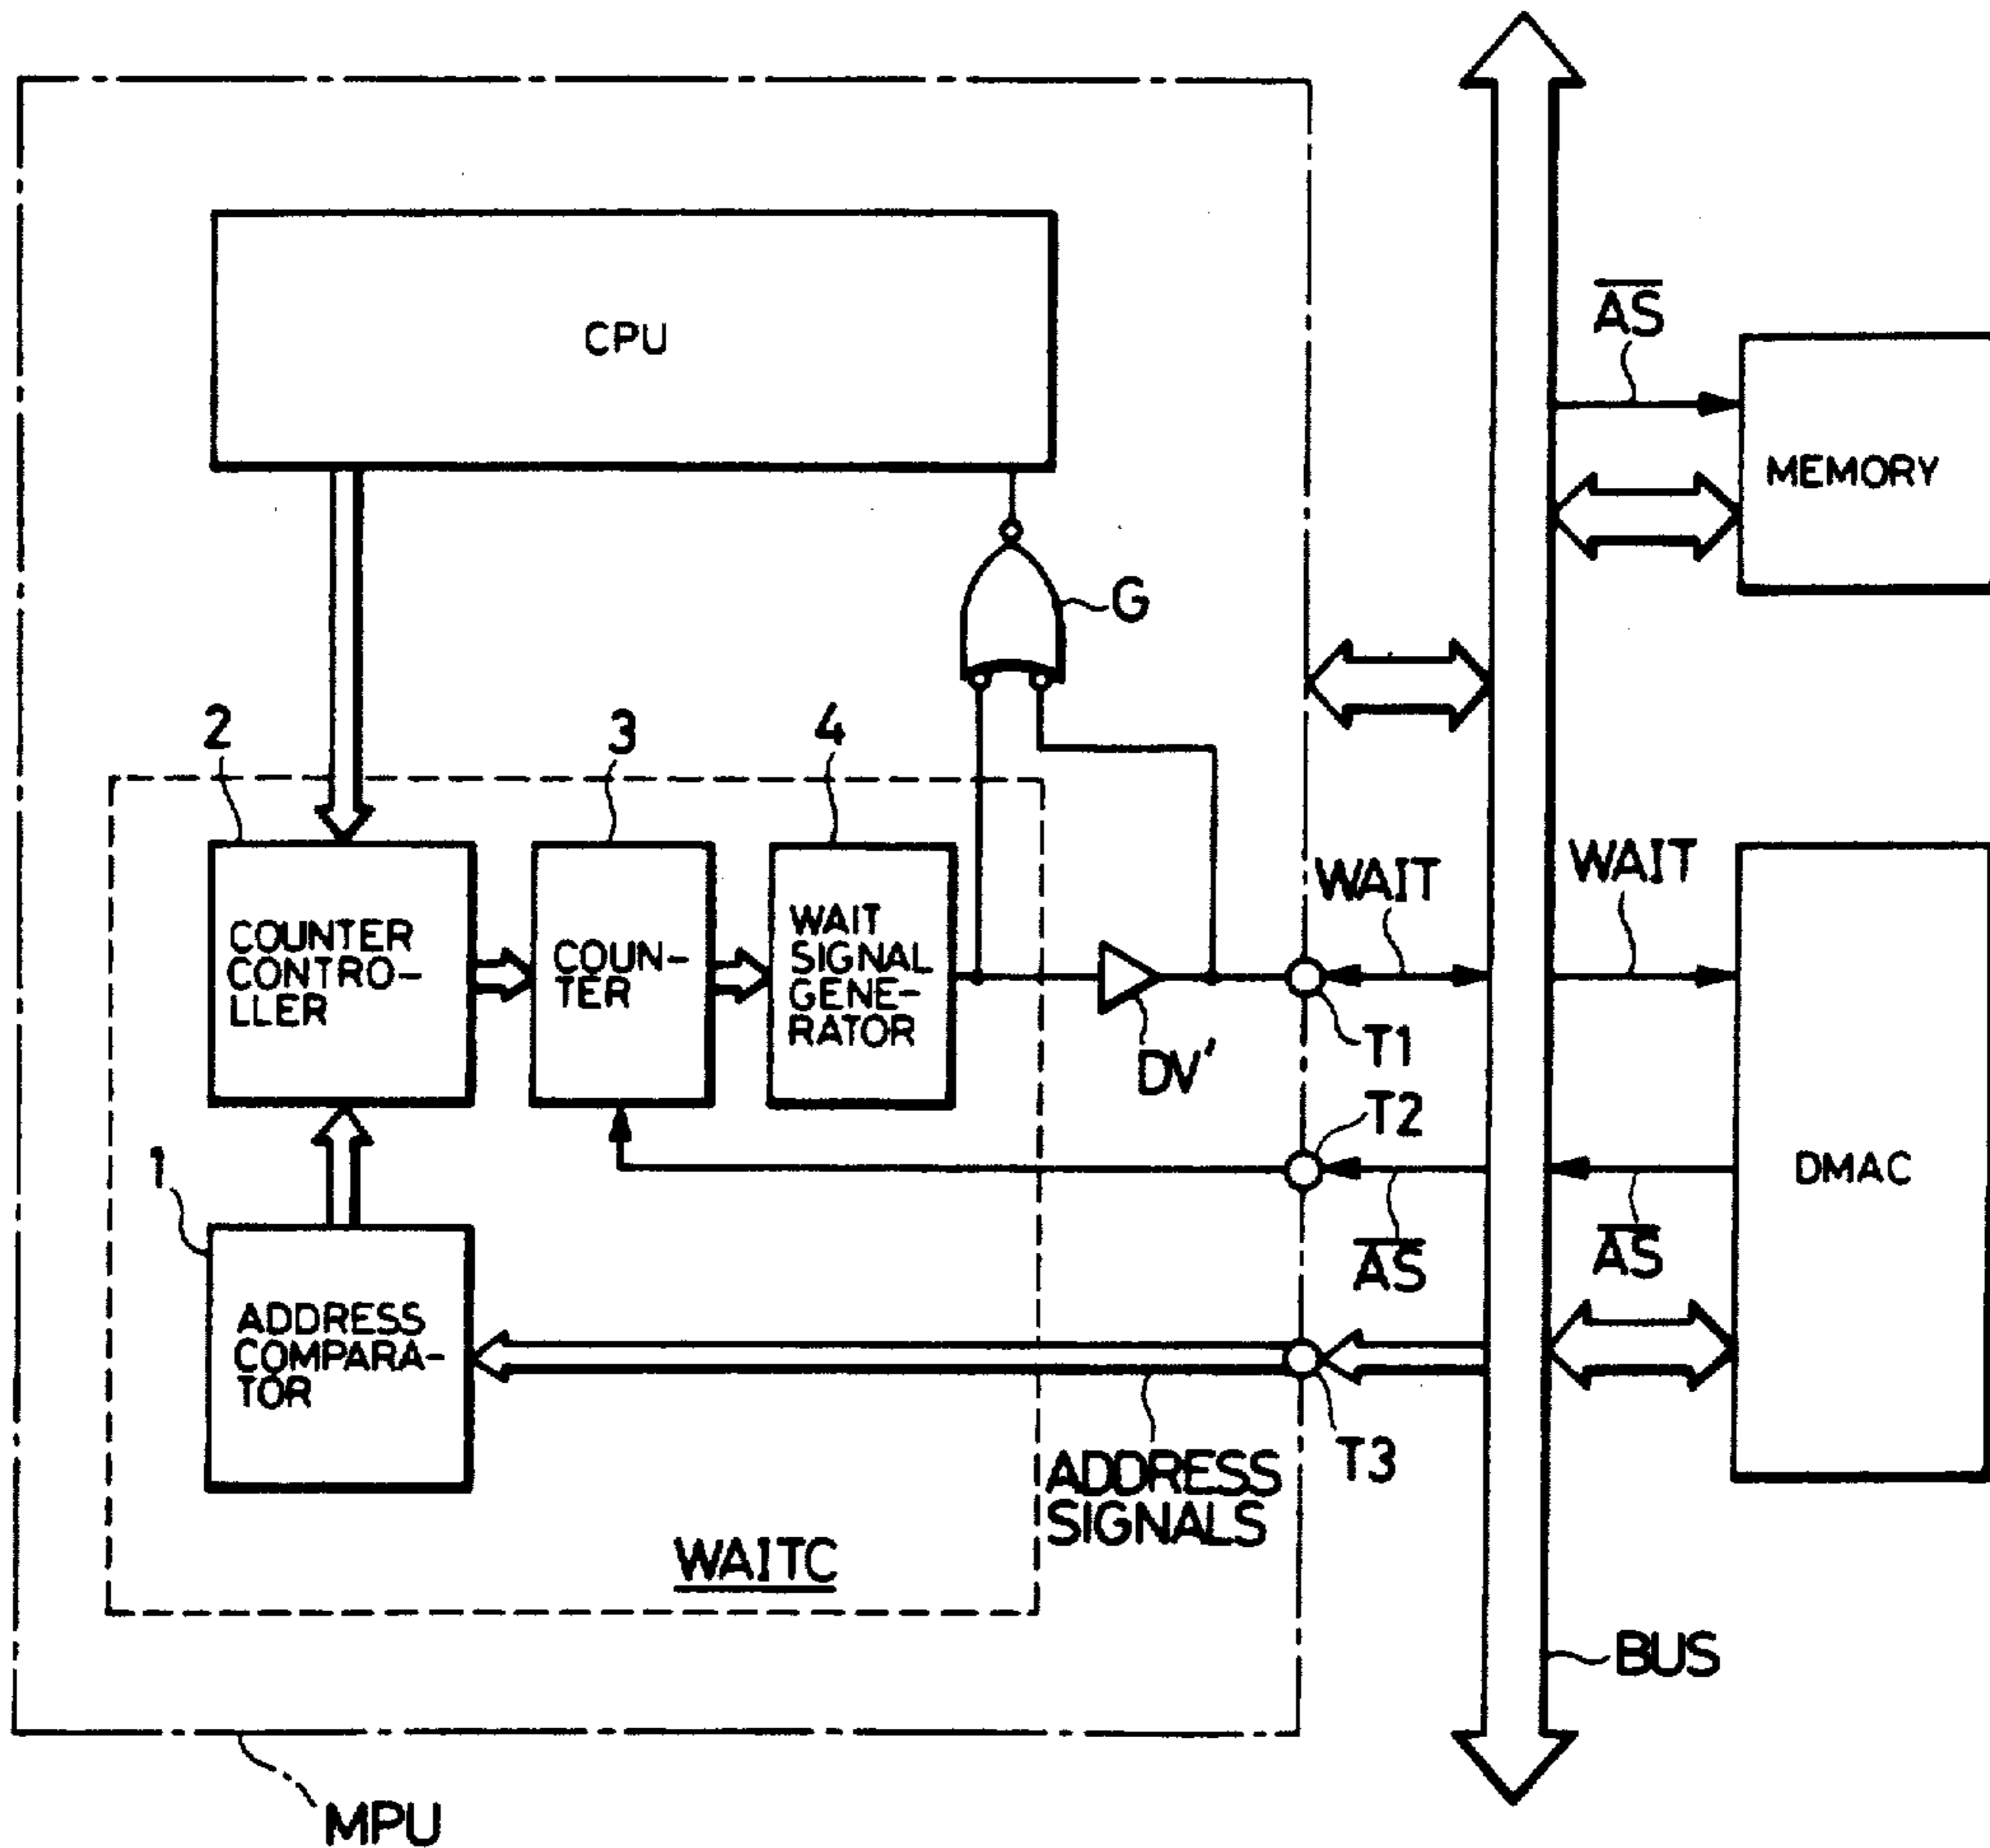 CPU
AS
MEMORY
G
2
3
4
WAIT
WAIT
COUNTER
CONTRO-
LLER
COUN-
TER
WAIT
SIGNAL
GENE-
RATOR
DV'
T1
T2
1
AS
AS
DMAC
ADDRESS
COMPARA-
TOR
T3
ADDRESS
SIGNALS
WAITC
BUS
MPU